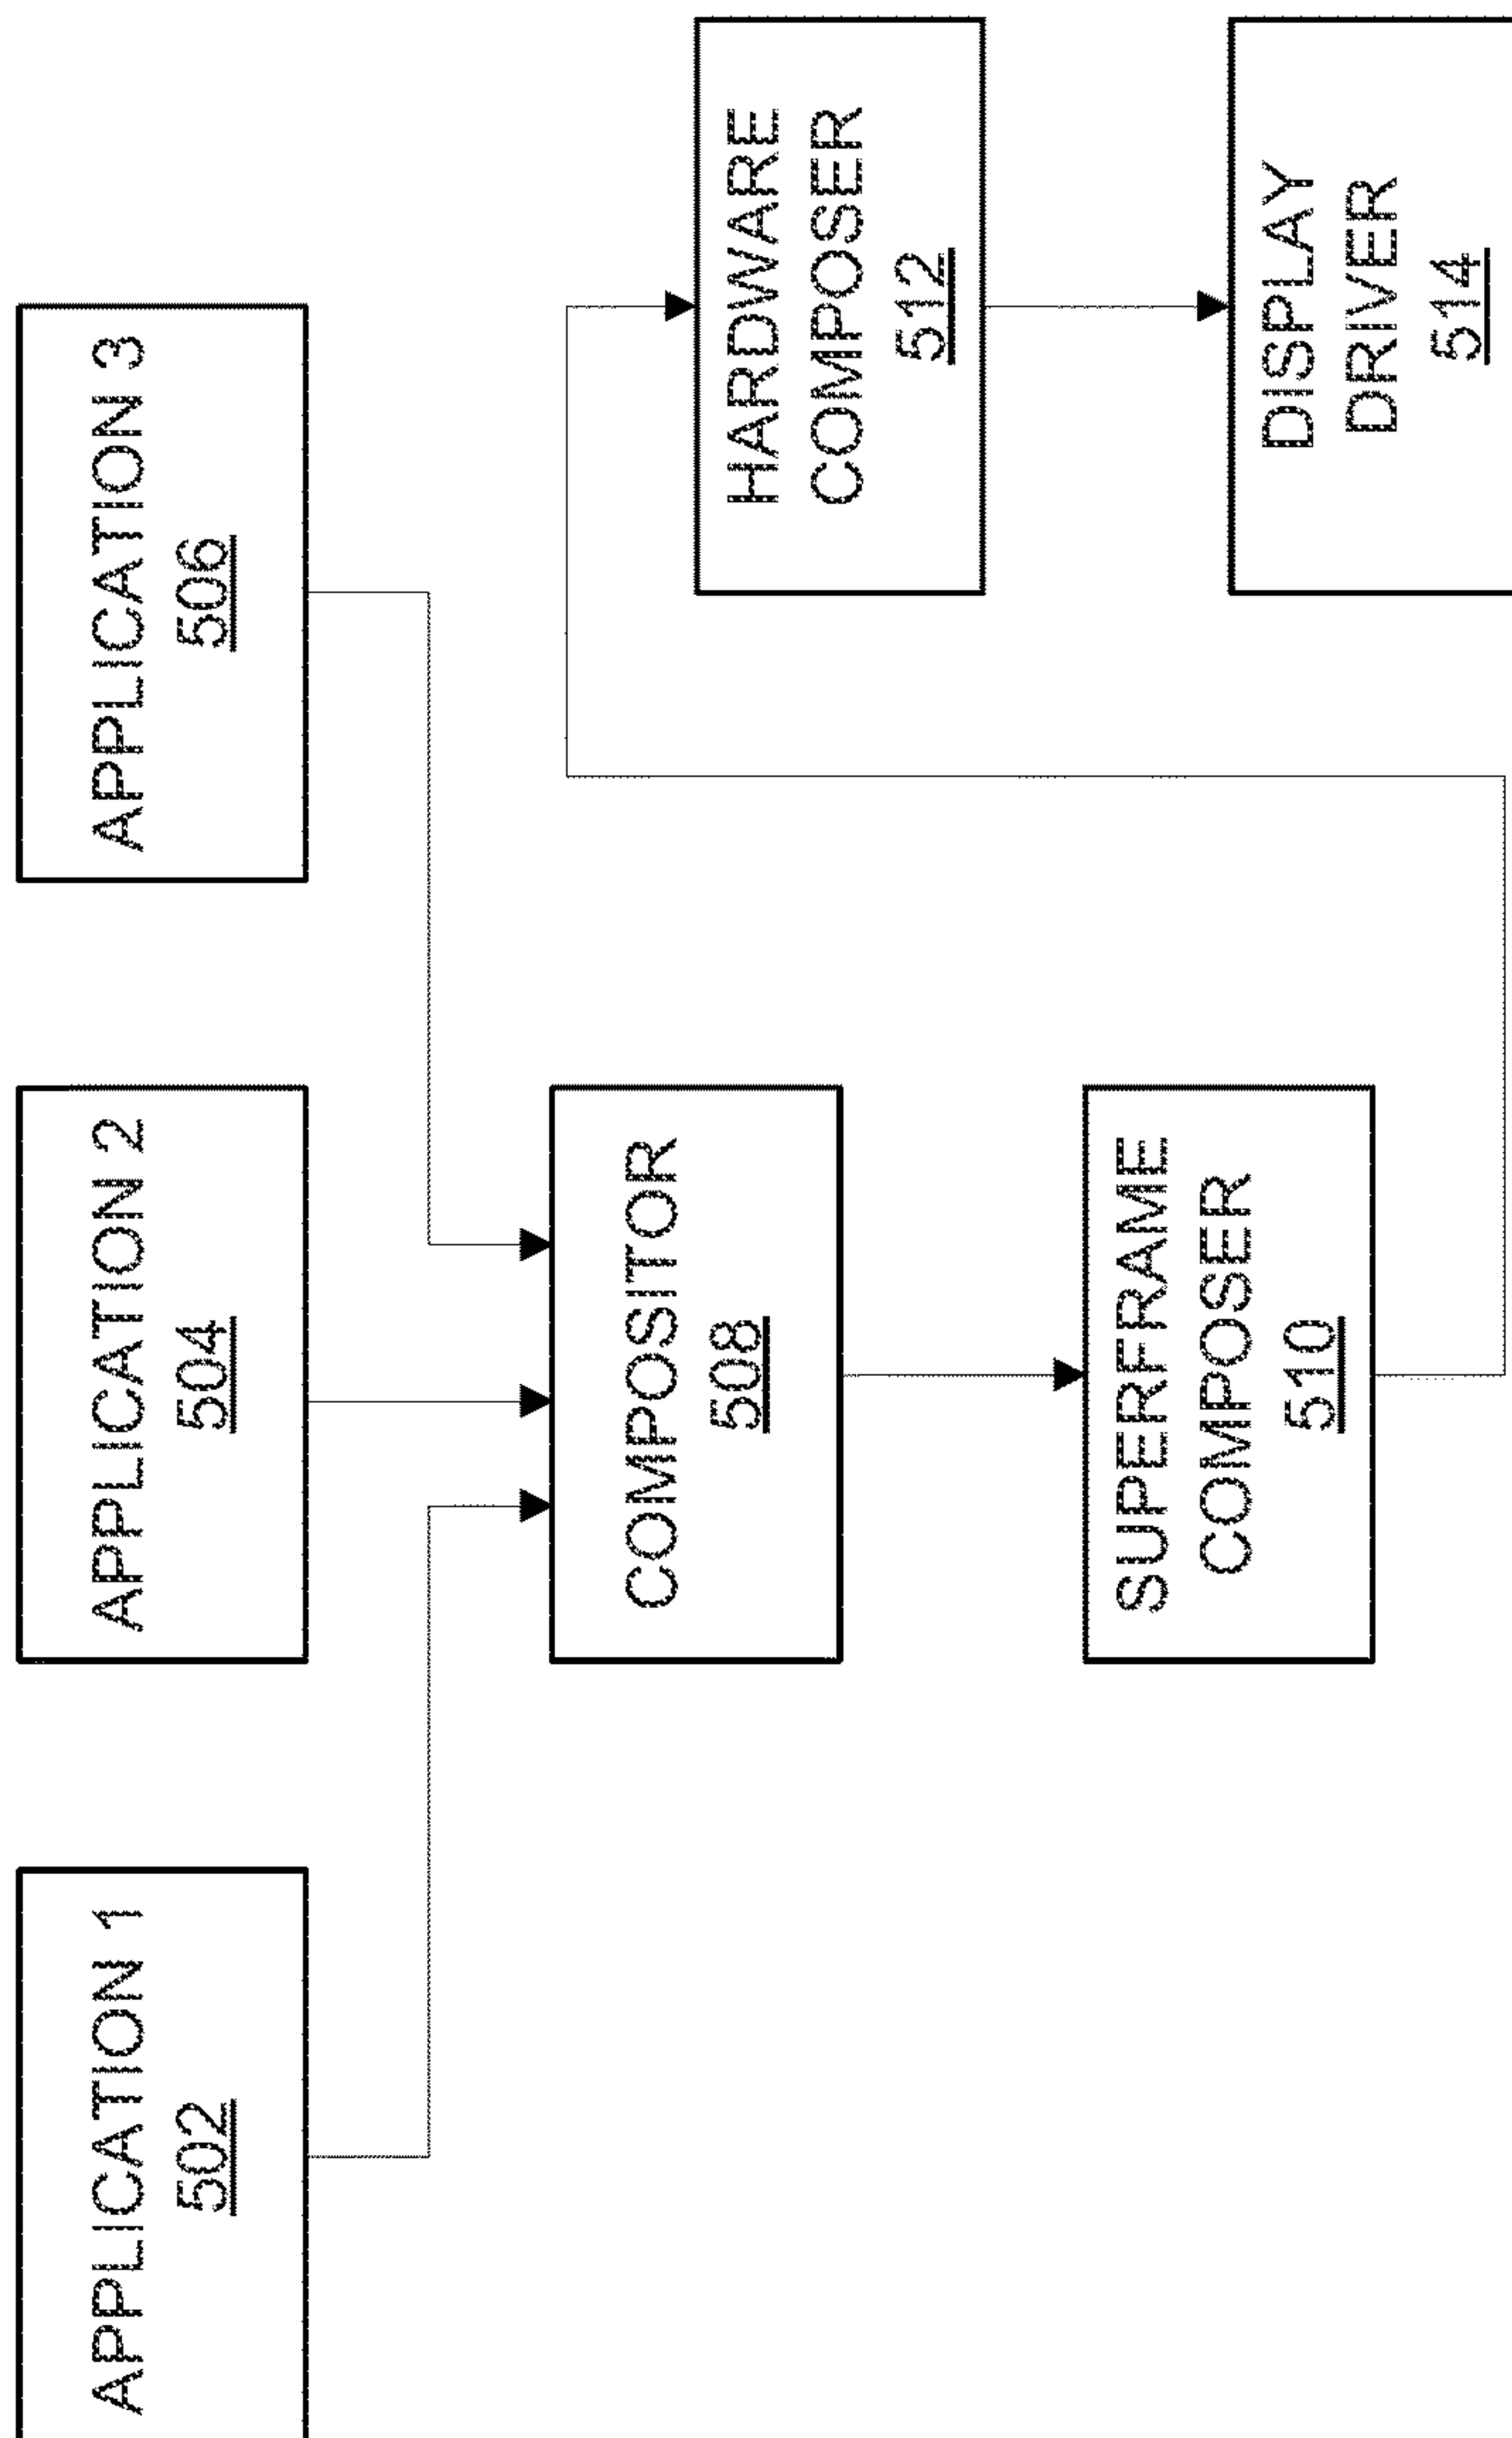 APPLICATION 1
502
APPLICATION 2
504
APPLICATION 3
506
COMPOSITOR
508
SUPERFRAME
COMPOSER
510
HARDWARE
COMPOSER
512
DISPLAY
DRIVER
514